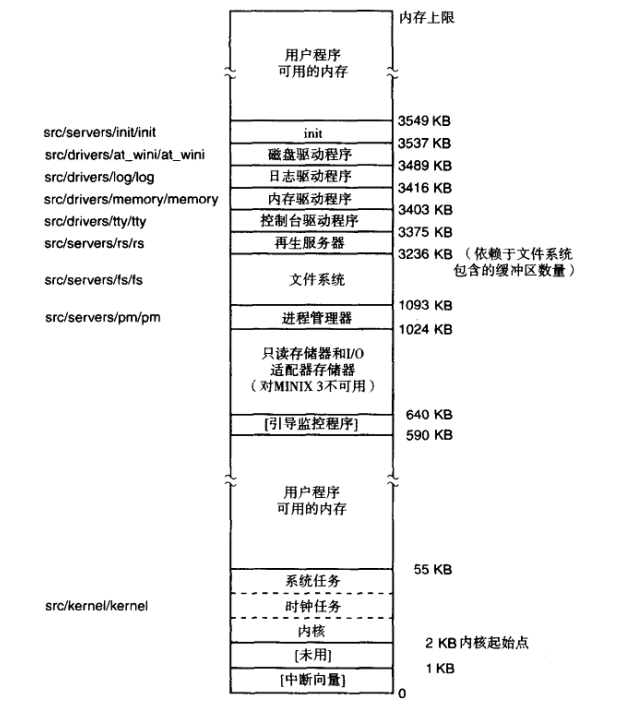 内存上限
用户程序
可用的内存
3549 KB
src/servers/init/init
init
3537 KB
src/drivers/at_wini/at_wini
磁盘驱动程序
3489 KB
src/drivers/log/log
日志驱动程序
3416 KB
src/drivers/memory/memory
内存驱动程序
3403 KB
src/drivers/tty/tty
控制台驱动程序
3375 KB
src/servers/rs/rs
再生服务器
3236 KB（依赖于文件系统
包含的缓冲区数量）
src/servers/fs/fs
文件系统
1093 KB
src/servers/pm/pm
进程管理器
1024 KB
只读存储器和I/O
适配器存储器
（对MINIX 3不可用）
640 KB
[引导监控程序]
590 KB
用户程序
可用的内存
55 KB
系统任务
src/kernel/kernel
时钟任务
内核
2 KB内核起始点
[未用]
1 KB
[中断向量]
0